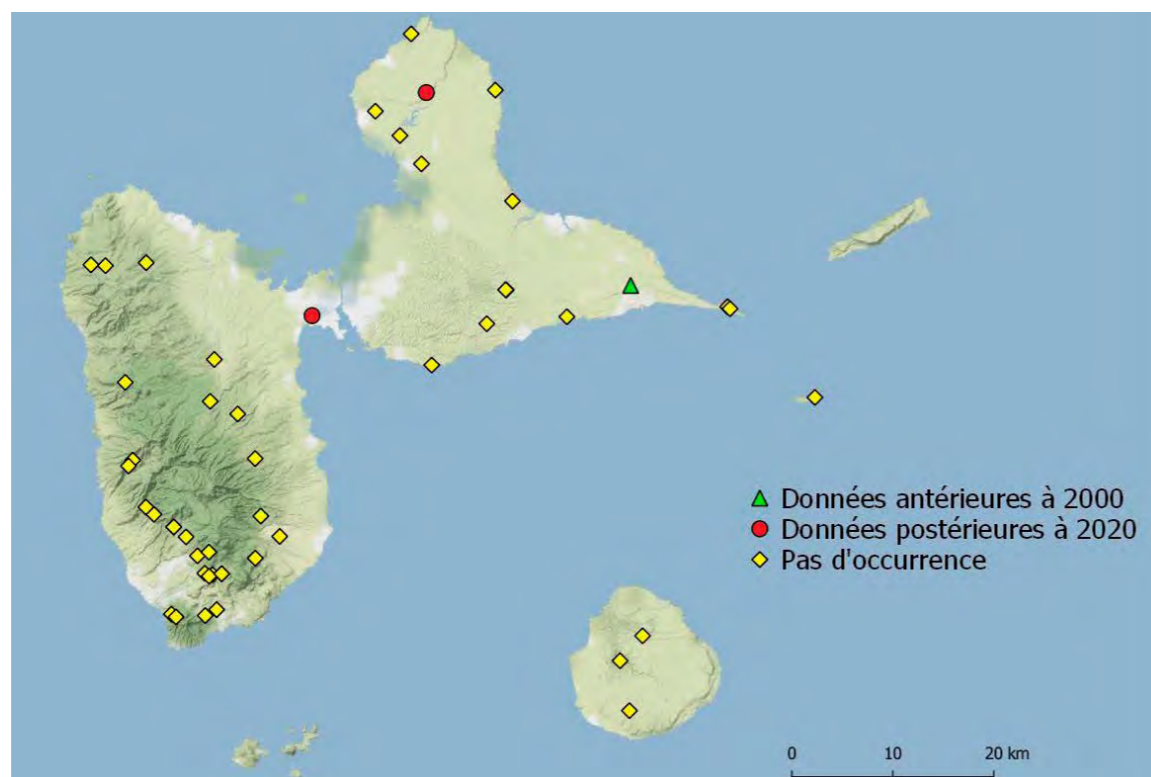 Données antérieures à 2000
Données postérieures à 2020
Pas d'occurrence
0 10 20 km